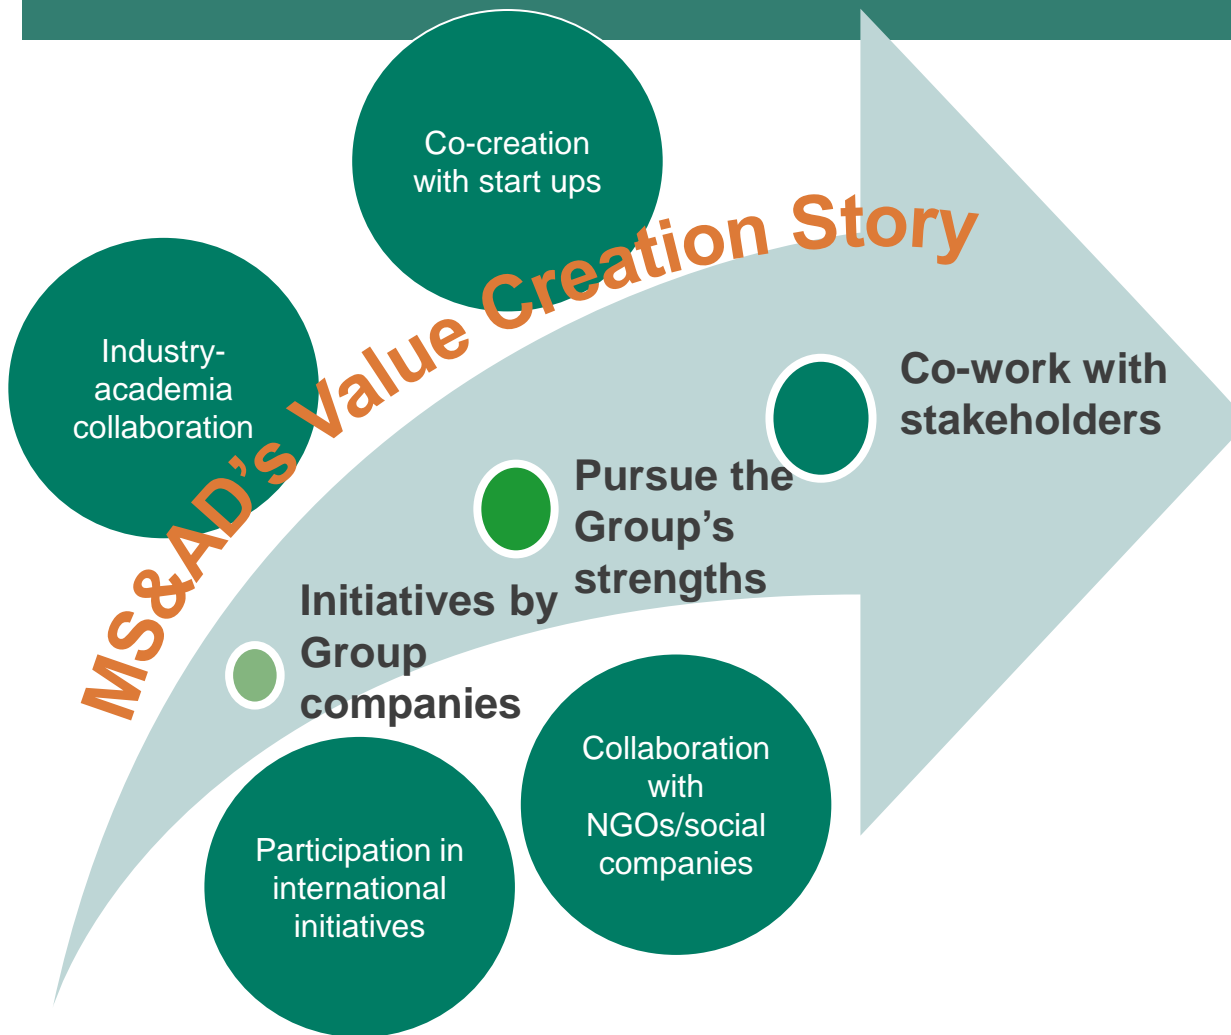 Co-creation
with start ups
MS&AD’s Value Creation Story
Industry-
academia
collaboration
Co-work with
stakeholders
Pursue the
Group’s
strengths
Initiatives by
Group
companies
Collaboration
with
NGOs/social
companies
Participation in
international
initiatives